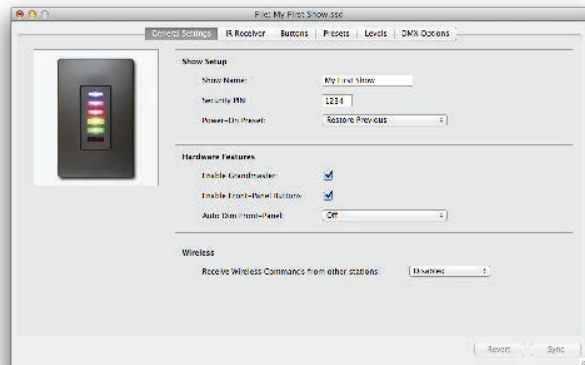 File: My First Show.ssd
General Settings IR Receiver Buttons Presets Levels DMX Options
Show Setup
Show Name: My First Show
Security PIN: 1234
Power-On Preset: Restore Previous
Hardware Features
Enable Grandmaster:
Enable Front-Panel Buttons:
Auto Dim Front-Panel: Off
Wireless
Receive Wireless Commands from other stations: Disabled
Revert Sync